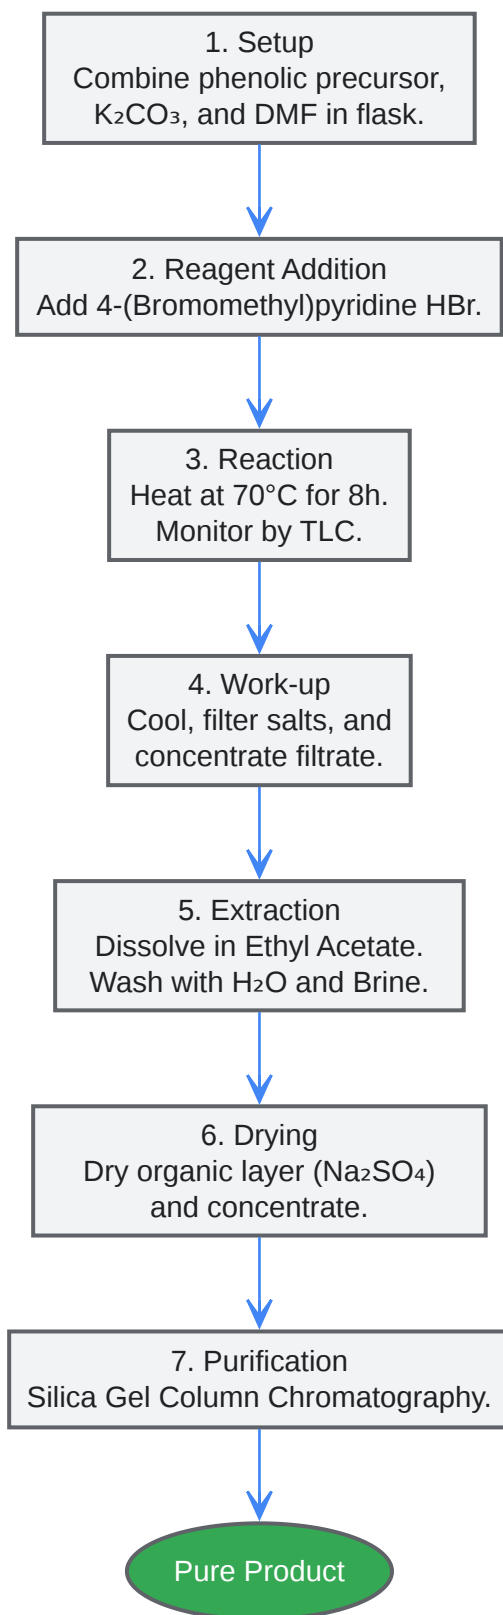 1. Setup
Combine phenolic precursor,
K₂CO₃, and DMF in flask.
2. Reagent Addition
Add 4-(Bromomethyl)pyridine HBr.
3. Reaction
Heat at 70°C for 8h.
Monitor by TLC.
4. Work-up
Cool, filter salts, and
concentrate filtrate.
5. Extraction
Dissolve in Ethyl Acetate.
Wash with H₂O and Brine.
6. Drying
Dry organic layer (Na₂SO₄)
and concentrate.
7. Purification
Silica Gel Column Chromatography.
Pure Product